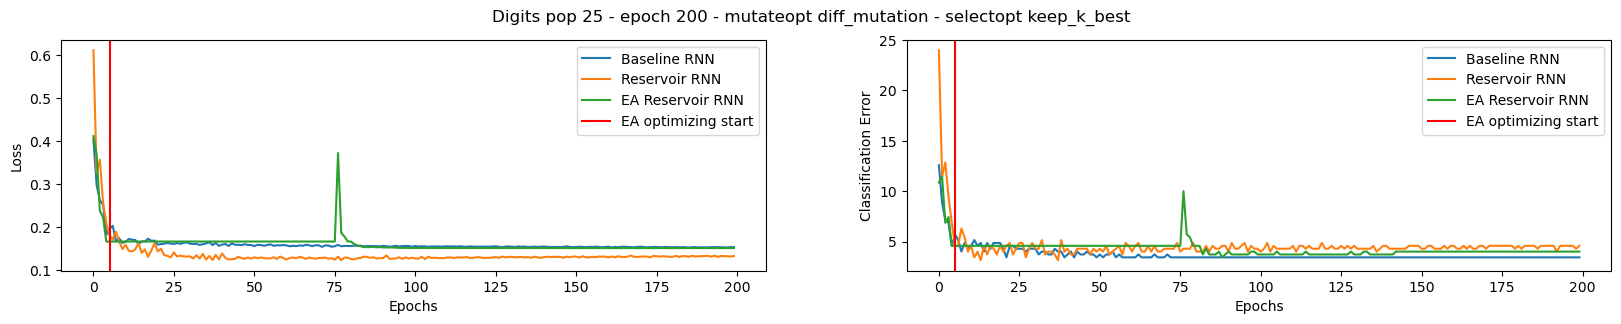 Digits pop 25 - epoch 200 - mutateopt diff_mutation - selectopt keep_k_best
Loss
0.6
0.5
0.4
0.3
0.2
0.1
0 25 50 75 100 125 150 175 200
Epochs
Baseline RNN
Reservoir RNN
EA Reservoir RNN
EA optimizing start
Classification Error
25
20
15
10
5
0 25 50 75 100 125 150 175 200
Epochs
Baseline RNN
Reservoir RNN
EA Reservoir RNN
EA optimizing start